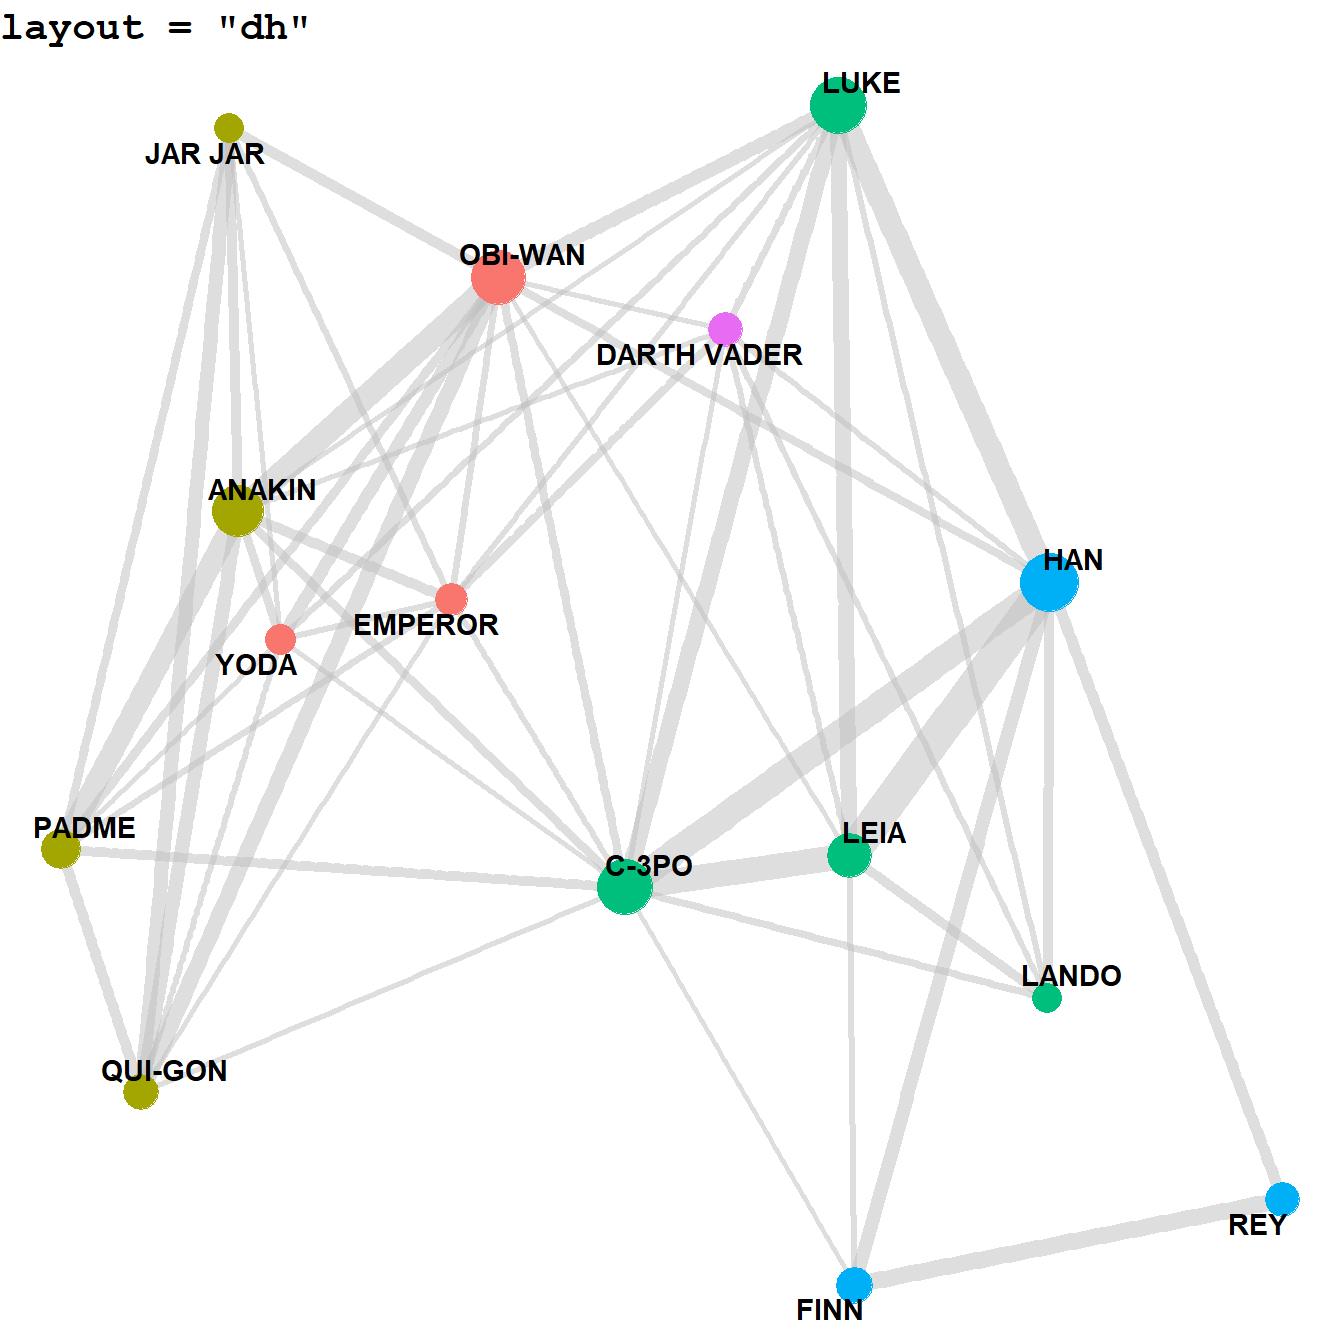 layout = "dh"
LUKE
JAR JAR
OBI-WAN
DARTH VADER
ANAKIN
HAN
EMPEROR
YODA
PADME
LEIA
C-3PO
LANDO
QUI-GON
REY
FINN